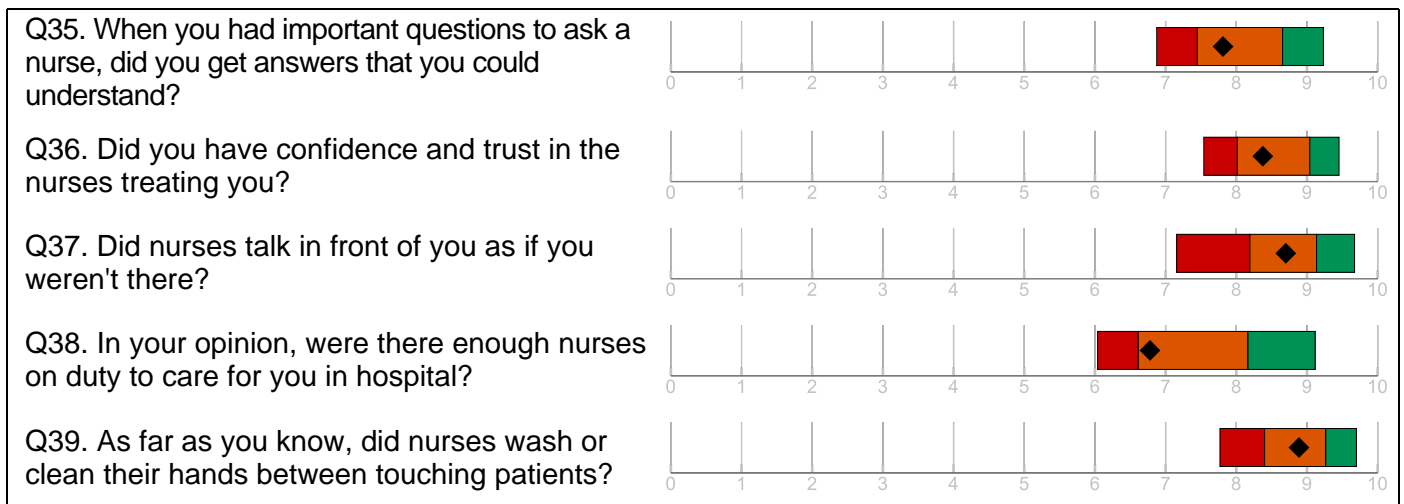 Q35. When you had important questions to ask a
nurse, did you get answers that you could
understand?
0 1 2 3 4 5 6 7 8 9 10
Q36. Did you have confidence and trust in the
nurses treating you?
0 1 2 3 4 5 6 7 8 9 10
Q37. Did nurses talk in front of you as if you
weren't there?
0 1 2 3 4 5 6 7 8 9 10
Q38. In your opinion, were there enough nurses
on duty to care for you in hospital?
0 1 2 3 4 5 6 7 8 9 10
Q39. As far as you know, did nurses wash or
clean their hands between touching patients?
0 1 2 3 4 5 6 7 8 9 10